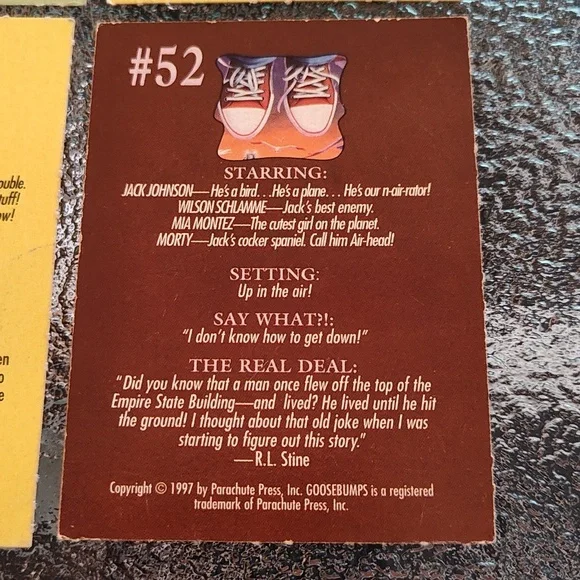 #52
STARRING:
JACK JOHNSON—He's a bird. . .He's a plane. . . He's our n-air-rator!
WILSON SCHLAMME—Jack's best enemy.
MIA MONTEZ—The cutest girl on the planet.
MORTY—Jack's cocker spaniel. Call him Air-head!
SETTING:
Up in the air!
SAY WHAT?!:
“I don't know how to get down!”
THE REAL DEAL:
“Did you know that a man once flew off the top of the
Empire State Building—and lived? He lived until he hit
the ground! I thought about that old joke when I was
starting to figure out this story.”
—R.L. Stine
Copyright © 1997 by Parachute Press, Inc. GOOSEBUMPS is a registered
trademark of Parachute Press, Inc.